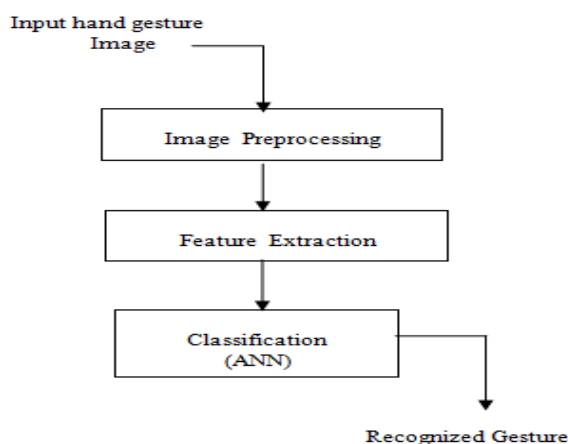 Input hand gesture
Image
Image Preprocessing
Feature Extraction
Classification
(ANN)
Recognized Gesture